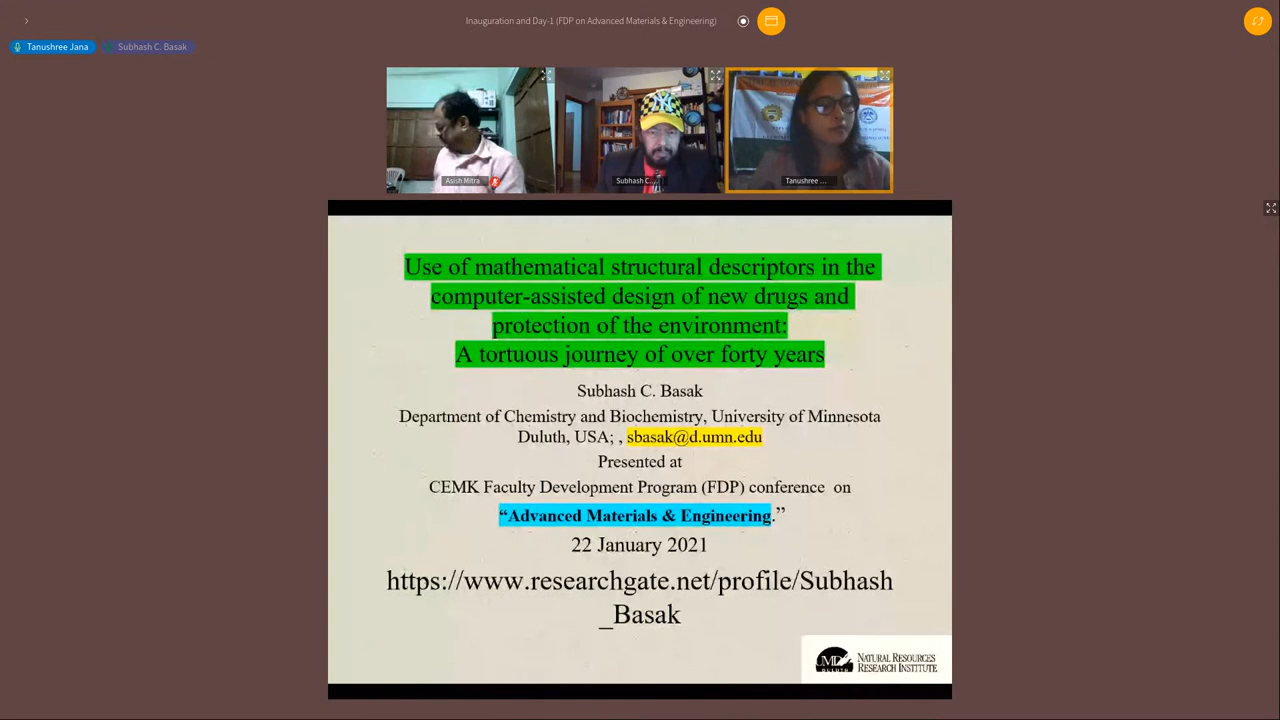 Inauguration and Day-1 (FDP on Advanced Materials & Engineering)
Tanushree Jana
Subhash C. Basak
Asish Mitra
Subhash C...
Tanushree ...
Use of mathematical structural descriptors in the
computer-assisted design of new drugs and
protection of the environment:
A tortuous journey of over forty years
Subhash C. Basak
Department of Chemistry and Biochemistry, University of Minnesota
Duluth, USA; , sbasak@d.umn.edu
Presented at
CEMK Faculty Development Program (FDP) conference on
“Advanced Materials & Engineering.”
22 January 2021
https://www.researchgate.net/profile/Subhash
_Basak
NATURAL RESOURCES
RESEARCH INSTITUTE